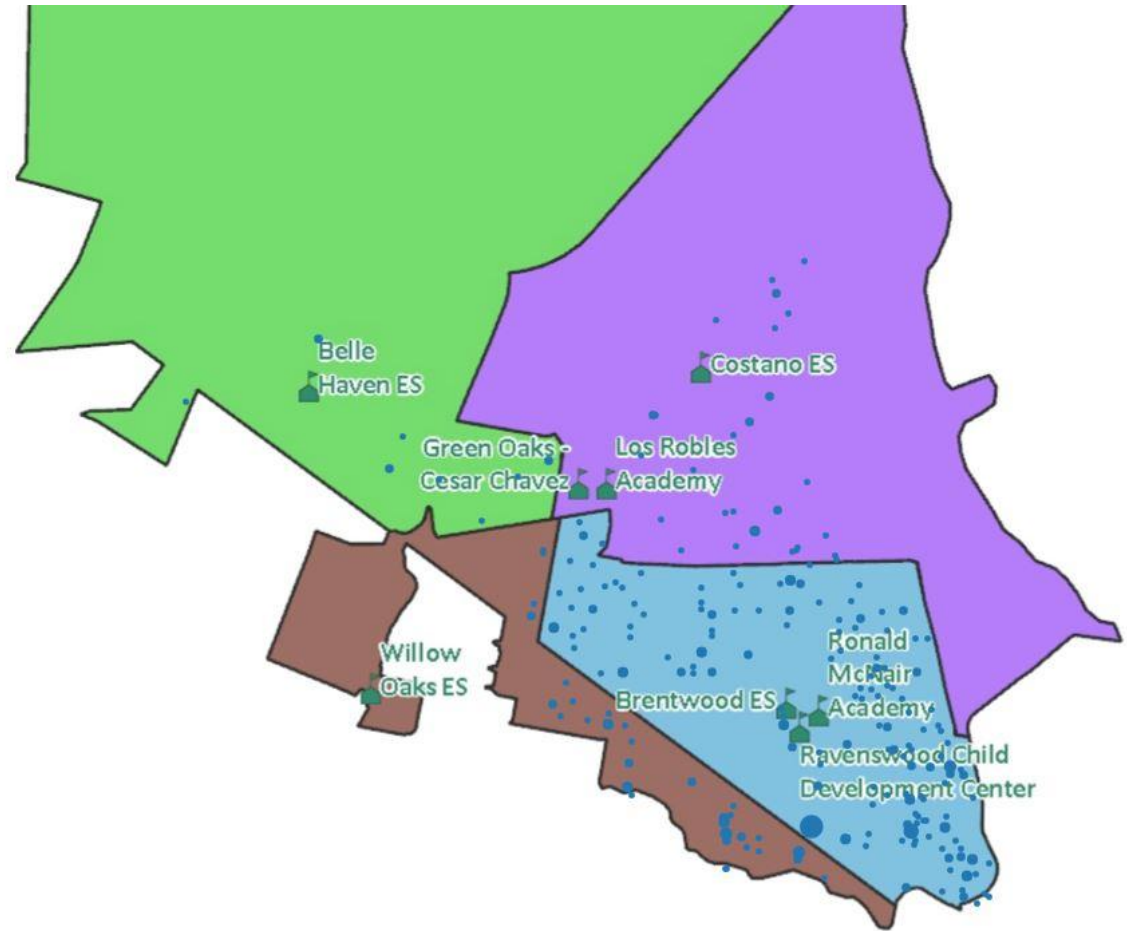 Belle
Haven ES
Costano ES
Green Oaks -
Cesar Chavez
Los Robles
Academy
Willow
Oaks ES
Brentwood ES
Ronald
McNair
Academy
Ravenswood Child
Development Center